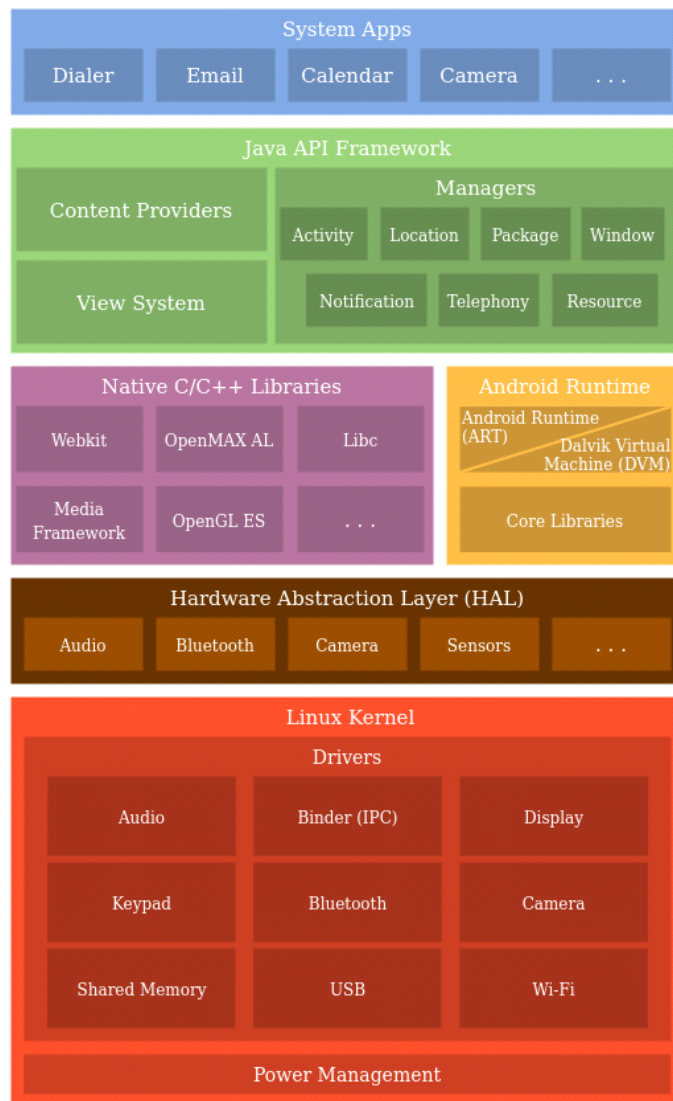 System Apps
Dialer
Email
Calendar
Camera
. . .
Java API Framework
Content Providers
View System
Managers
Activity
Location
Package
Window
Notification
Telephony
Resource
Native C/C++ Libraries
Webkit
OpenMAX AL
Libc
Media
Framework
OpenGL ES
. . .
Android Runtime
Android Runtime
(ART)
Dalvik Virtual
Machine (DVM)
Core Libraries
Hardware Abstraction Layer (HAL)
Audio
Bluetooth
Camera
Sensors
. . .
Linux Kernel
Drivers
Audio
Binder (IPC)
Display
Keypad
Bluetooth
Camera
Shared Memory
USB
Wi-Fi
Power Management